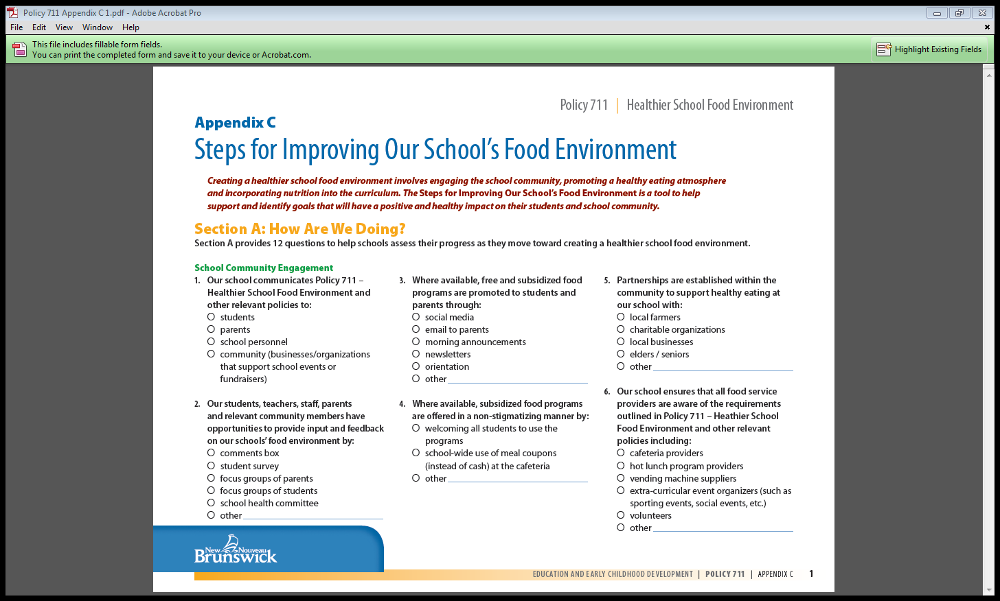 Policy 711 Appendix C 1.pdf - Adobe Acrobat Pro
File Edit View Window Help
This file includes fillable form fields.
You can print the completed form and save it to your device or Acrobat.com.
Highlight Existing Fields
Policy 711 | Healthier School Food Environment
Appendix C
Steps for Improving Our School's Food Environment
Creating a healthier school food environment involves engaging the school community, promoting a healthy eating atmosphere
and incorporating nutrition into the curriculum. The Steps for Improving Our School's Food Environment is a tool to help
support and identify goals that will have a positive and healthy impact on their students and school community.
Section A: How Are We Doing?
Section A provides 12 questions to help schools assess their progress as they move toward creating a healthier school food environment.
School Community Engagement
1. Our school communicates Policy 711 –
Healthier School Food Environment and
other relevant policies to:
students
parents
school personnel
community (businesses/organizations
that support school events or
fundraisers)
2. Our students, teachers, staff, parents
and relevant community members have
opportunities to provide input and feedback
on our schools' food environment by:
comments box
student survey
focus groups of parents
focus groups of students
school health committee
other
3. Where available, free and subsidized food
programs are promoted to students and
parents through:
social media
email to parents
morning announcements
newsletters
orientation
other
4. Where available, subsidized food programs
are offered in a non-stigmatizing manner by:
welcoming all students to use the
programs
school-wide use of meal coupons
(instead of cash) at the cafeteria
other
5. Partnerships are established within the
community to support healthy eating at
our school with:
local farmers
charitable organizations
local businesses
elders / seniors
other
6. Our school ensures that all food service
providers are aware of the requirements
outlined in Policy 711 – Heathier School
Food Environment and other relevant
policies including:
cafeteria providers
hot lunch program providers
vending machine suppliers
extra-curricular event organizers (such as
sporting events, social events, etc.)
volunteers
other
New Nouveau
Brunswick
EDUCATION AND EARLY CHILDHOOD DEVELOPMENT | POLICY 711 | APPENDIX C 1